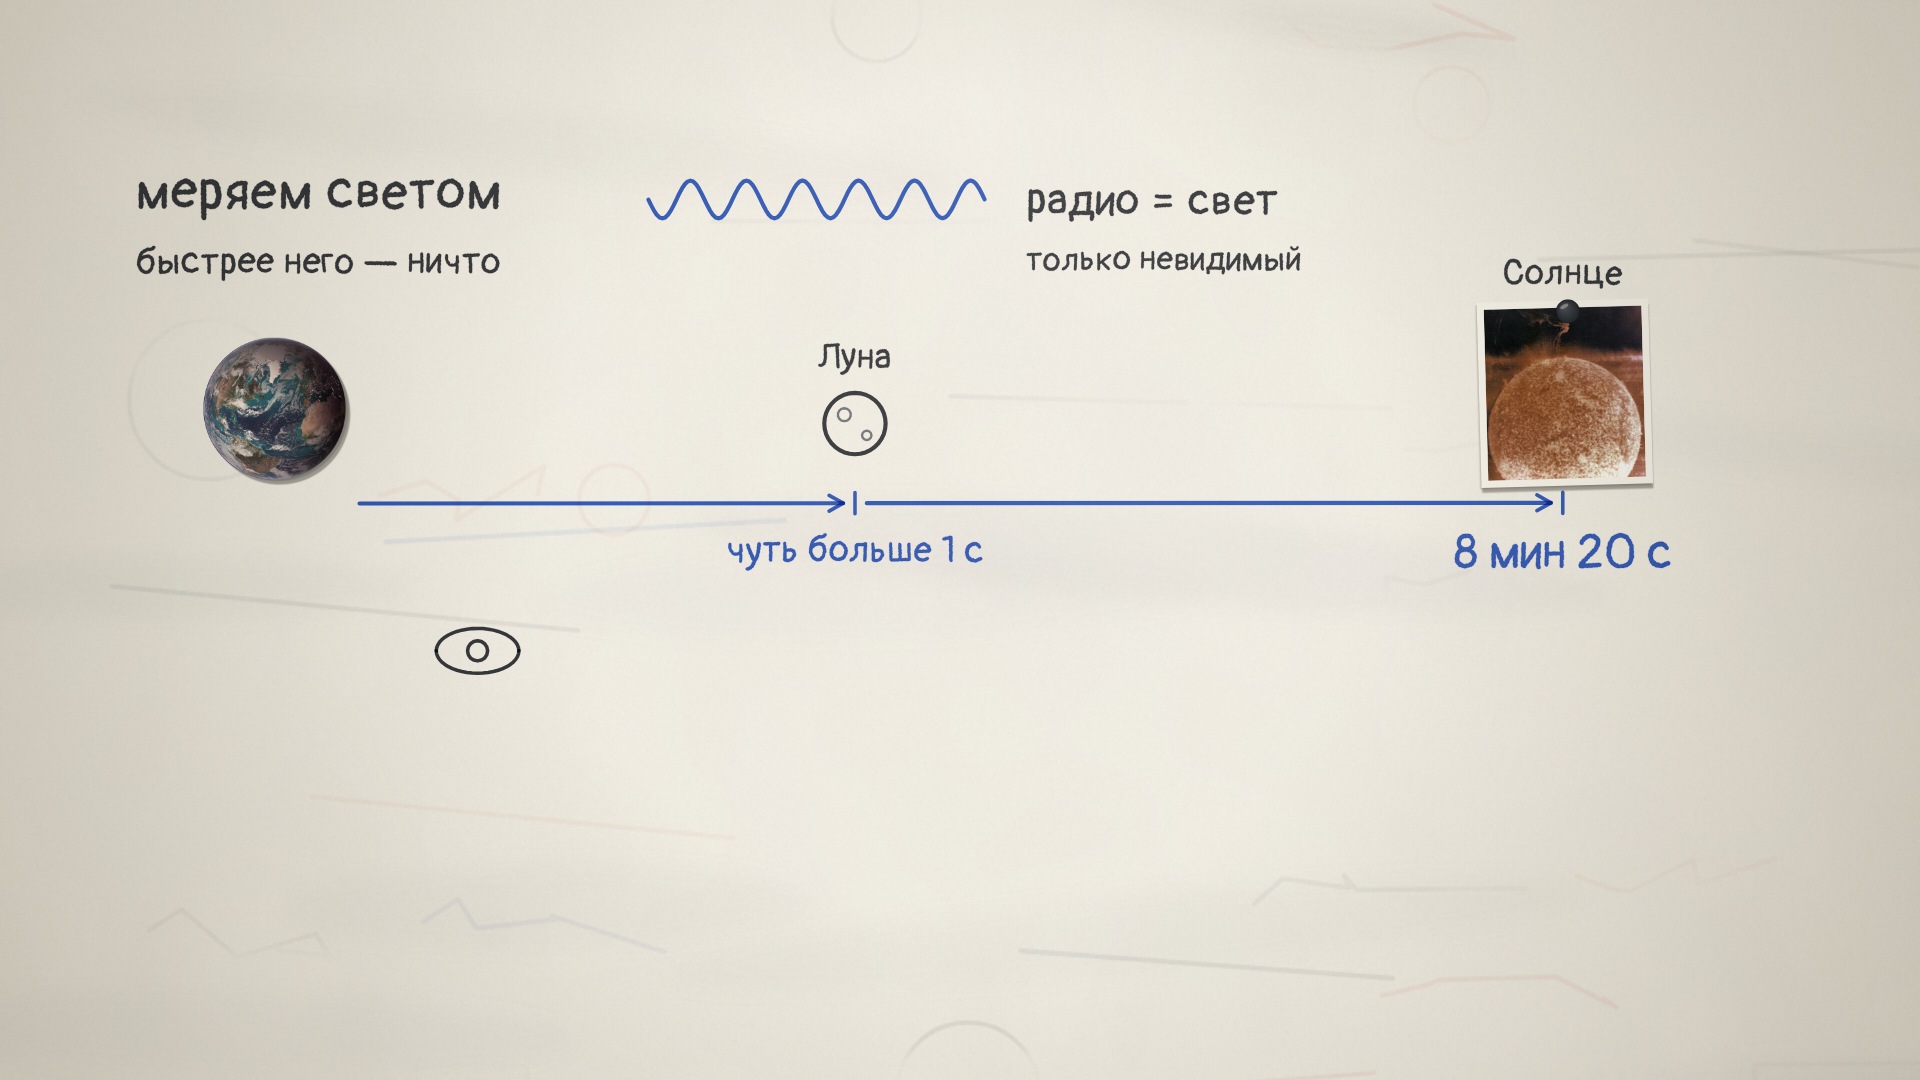 меряем светом
быстрее него — ничто
радио = свет
только невидимый
Солнце
Луна
чуть больше 1 с
8 мин 20 с